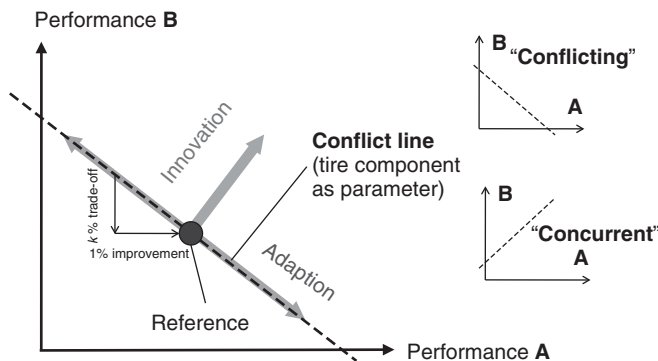 Performance B
Innovation
Conflict line
(tire component
as parameter)
k % trade-off
1% improvement
Adaption
Reference
Performance A
B
"Conflicting"
A
B
"Concurrent"
A